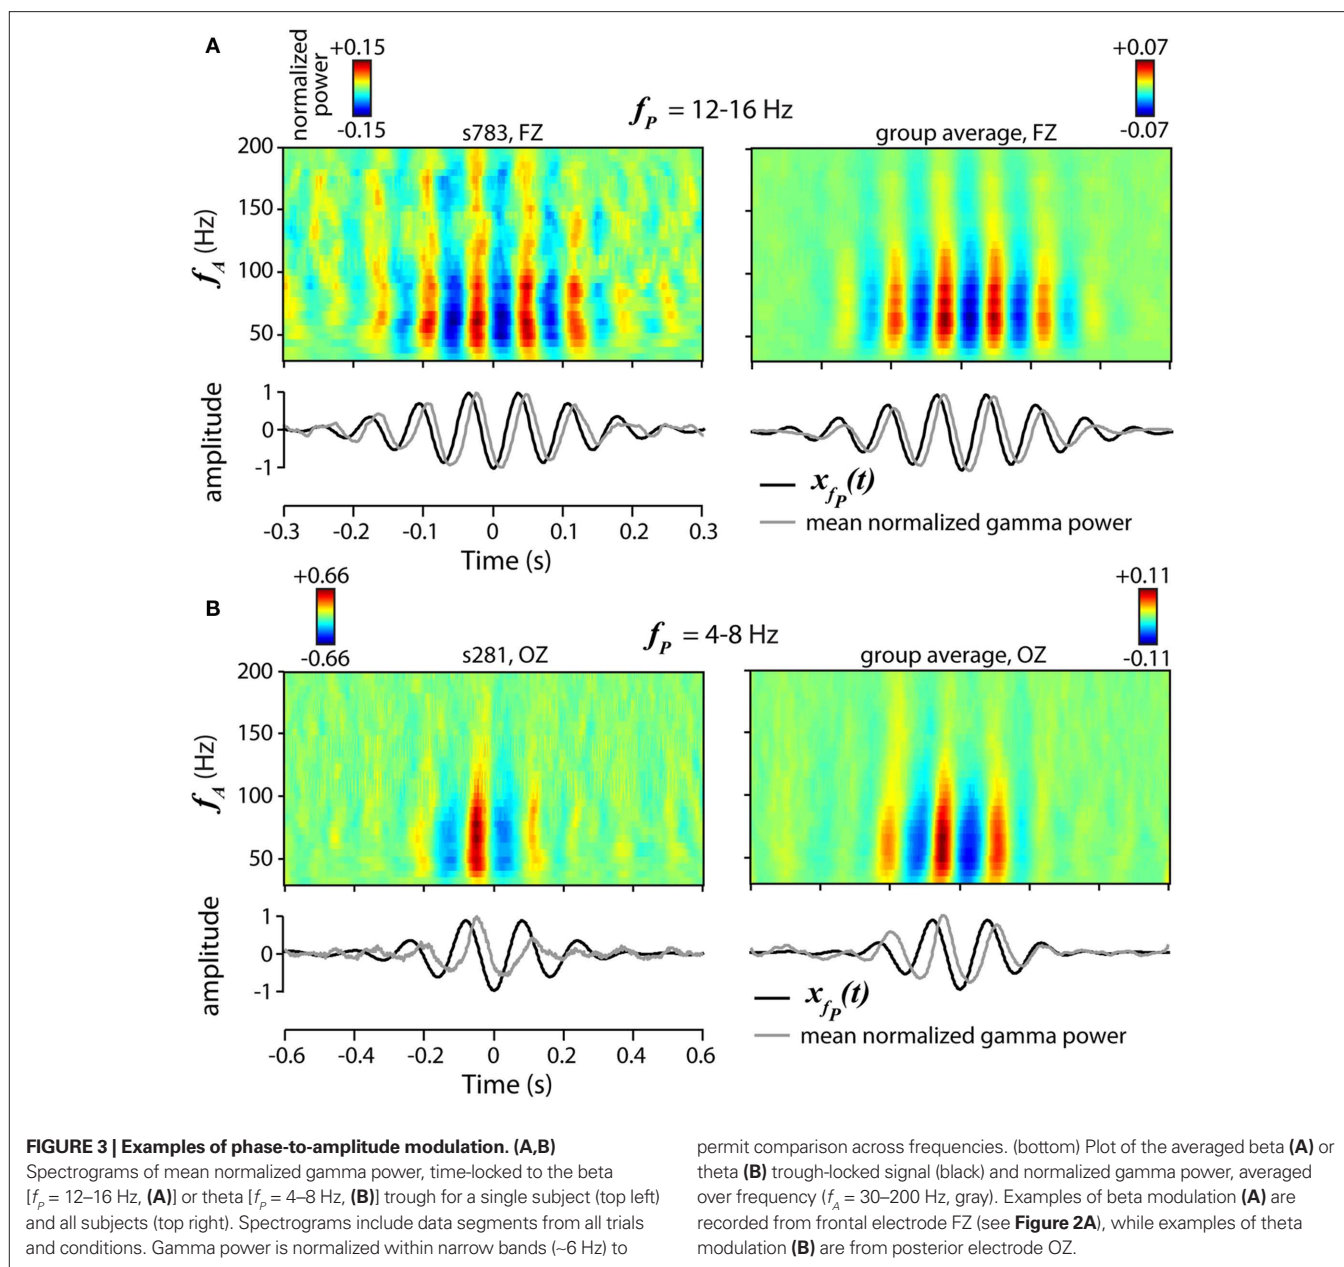 A
normalized
power
+0.15
-0.15
+0.07
-0.07
f_P = 12-16 Hz
s783, FZ
group average, FZ
200
150
100
50
f_A (Hz)
1
0
-1
amplitude
x_{f_P}(t)
mean normalized gamma power
-0.3 -0.2 -0.1 0 0.1 0.2 0.3
Time (s)
B
+0.66
-0.66
+0.11
-0.11
f_P = 4-8 Hz
s281, OZ
group average, OZ
200
150
100
50
f_A (Hz)
1
0
-1
amplitude
x_{f_P}(t)
mean normalized gamma power
-0.6 -0.4 -0.2 0 0.2 0.4 0.6
Time (s)
FIGURE 3 | Examples of phase-to-amplitude modulation. (A,B)
Spectrograms of mean normalized gamma power, time-locked to the beta
[f_P = 12–16 Hz, (A)] or theta [f_P = 4–8 Hz, (B)] trough for a single subject (top left)
and all subjects (top right). Spectrograms include data segments from all trials
and conditions. Gamma power is normalized within narrow bands (~6 Hz) to
permit comparison across frequencies. (bottom) Plot of the averaged beta (A) or
theta (B) trough-locked signal (black) and normalized gamma power, averaged
over frequency (f_A = 30–200 Hz, gray). Examples of beta modulation (A) are
recorded from frontal electrode FZ (see Figure 2A), while examples of theta
modulation (B) are from posterior electrode OZ.